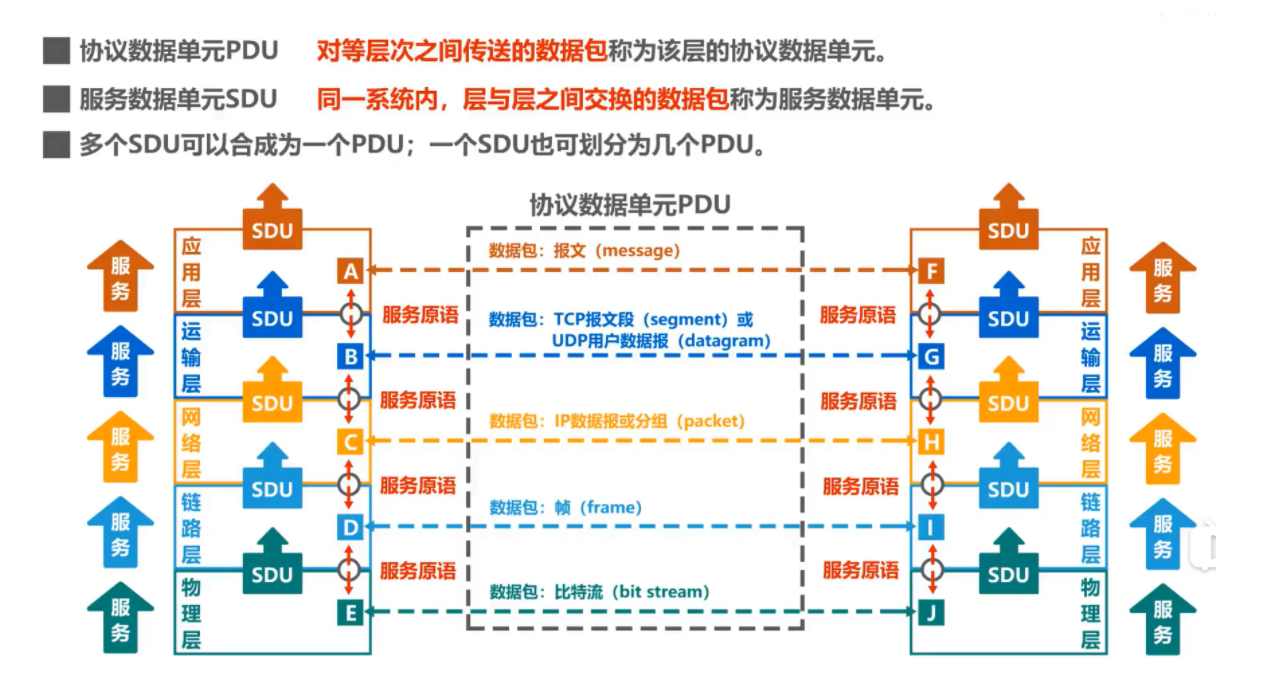 协议数据单元PDU 对等层次之间传送的数据包称为该层的协议数据单元。
服务数据单元SDU 同一系统内，层与层之间交换的数据包称为服务数据单元。
多个SDU可以合成为一个PDU；一个SDU也可划分为几个PDU。
协议数据单元PDU
服务
应用层
SDU
A
数据包：报文（message）
F
SDU
应用层
服务
服务原语
服务原语
服务
运输层
SDU
B
数据包：TCP报文段（segment）或
UDP用户数据报（datagram）
G
SDU
运输层
服务
服务原语
服务原语
服务
网络层
SDU
C
数据包：IP数据报或分组（packet）
H
SDU
网络层
服务
服务原语
服务原语
服务
链路层
SDU
D
数据包：帧（frame）
I
SDU
链路层
服务
服务原语
服务原语
服务
物理层
SDU
E
数据包：比特流（bit stream）
J
SDU
物理层
服务